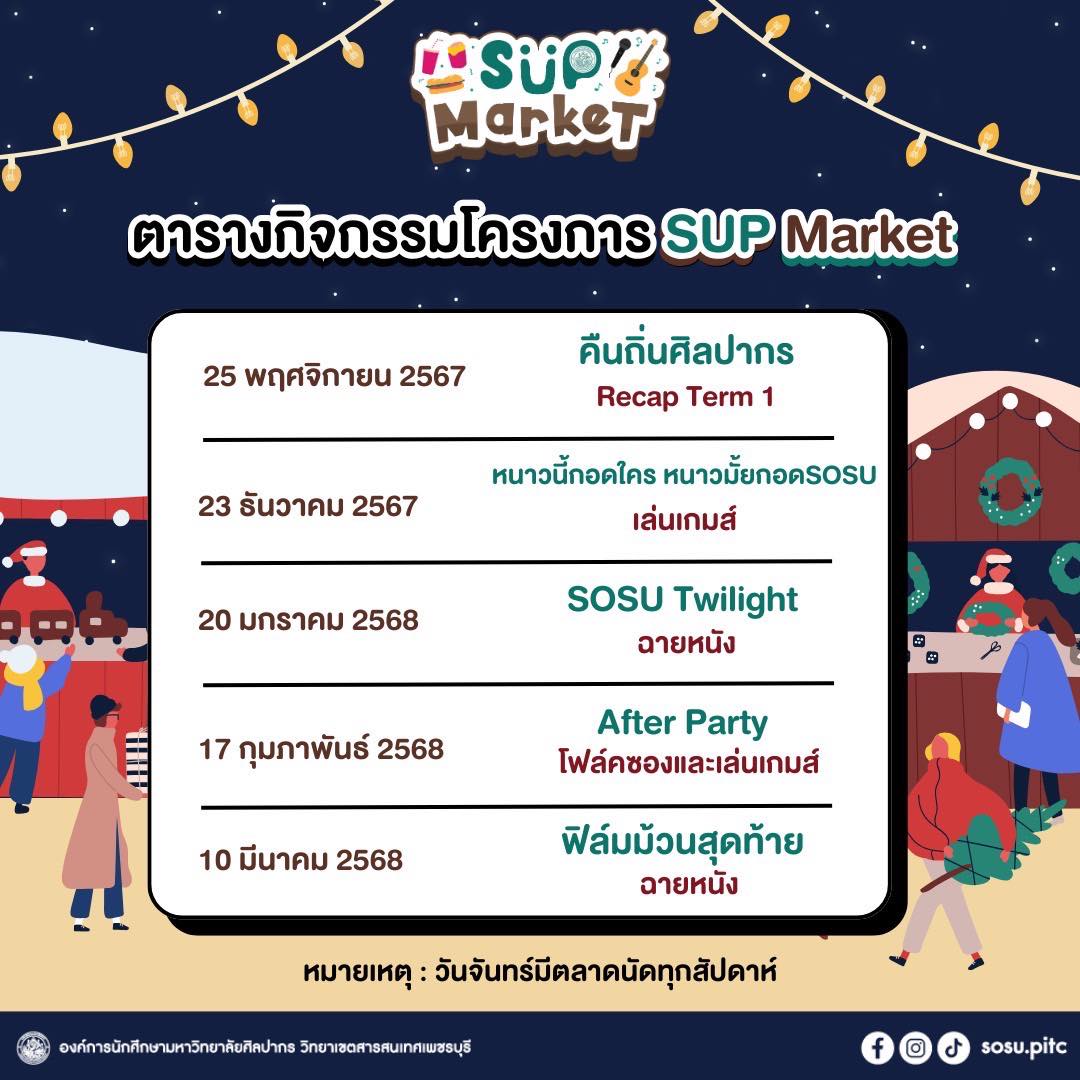 SUP
Market
ตารางกิจกรรมโครงการ SUP Market
25 พฤศจิกายน 2567
คืนถิ่นศิลปากร
Recap Term 1
23 ธันวาคม 2567
หนาวนี้กอดใคร หนาวมั้ยกอดSOSU
เล่นเกมส์
20 มกราคม 2568
SOSU Twilight
ฉายหนัง
17 กุมภาพันธ์ 2568
After Party
โฟล์คซองและเล่นเกมส์
10 มีนาคม 2568
ฟิล์มม้วนสุดท้าย
ฉายหนัง
หมายเหตุ : วันจันทร์มีตลาดนัดทุกสัปดาห์
องค์การนักศึกษามหาวิทยาลัยศิลปากร วิทยาเขตสารสนเทศเพชรบุรี
sosu.pitc